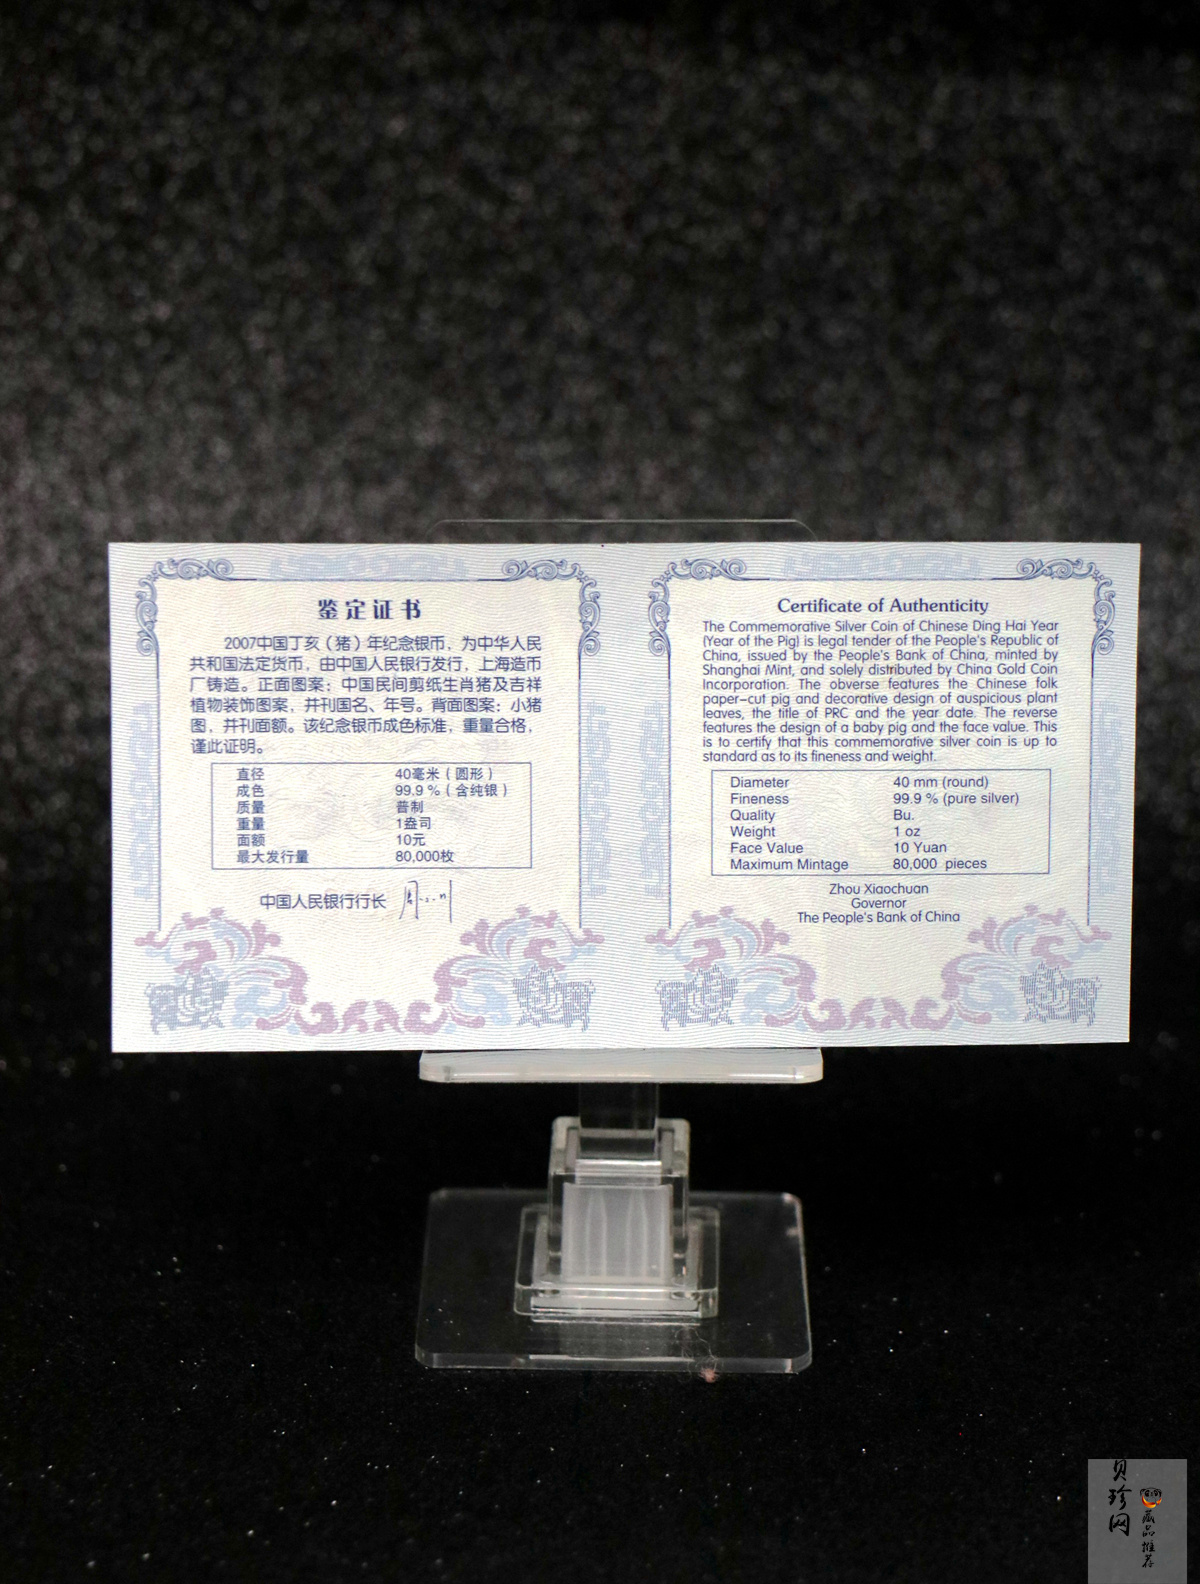 鉴定证书
2007中国丁亥（猪）年纪念银币，为中华人民
共和国法定货币，由中国人民银行发行，上海造币
厂铸造。正面图案：中国民间剪纸生肖猪及吉祥
植物装饰图案，并刊国名、年号。背面图案：小猪
图，并刊面额。该纪念银币成色标准，重量合格，
谨此证明。
直径 40毫米（圆形）
成色 99.9%（含纯银）
质量 普制
重量 1盎司
面额 10元
最大发行量 80,000枚
中国人民银行行长
Certificate of Authenticity
The Commemorative Silver Coin of Chinese Ding Hai Year
(Year of the Pig) is legal tender of the People's Republic of
China, issued by the People's Bank of China, minted by
Shanghai Mint, and solely distributed by China Gold Coin
Incorporation. The obverse features the Chinese folk
paper-cut pig and decorative design of auspicious plant
leaves, the title of PRC and the year date. The reverse
features the design of a baby pig and the face value. This
is to certify that this commemorative silver coin is up to
standard as to its fineness and weight.
Diameter 40 mm (round)
Fineness 99.9 % (pure silver)
Quality Bu.
Weight 1 oz
Face Value 10 Yuan
Maximum Mintage 80,000 pieces
Zhou Xiaochuan
Governor
The People's Bank of China
贝珍网
藏品推荐